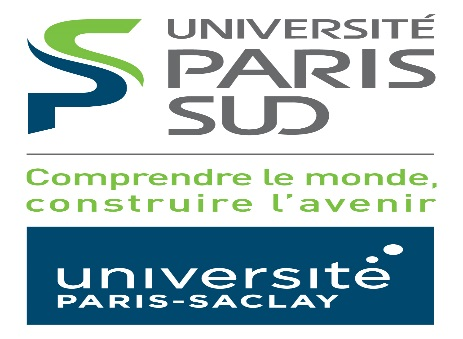 UNIVERSITÉ
PARIS
SUD
Comprendre le monde,
construire l'avenir
université
PARIS-SACLAY